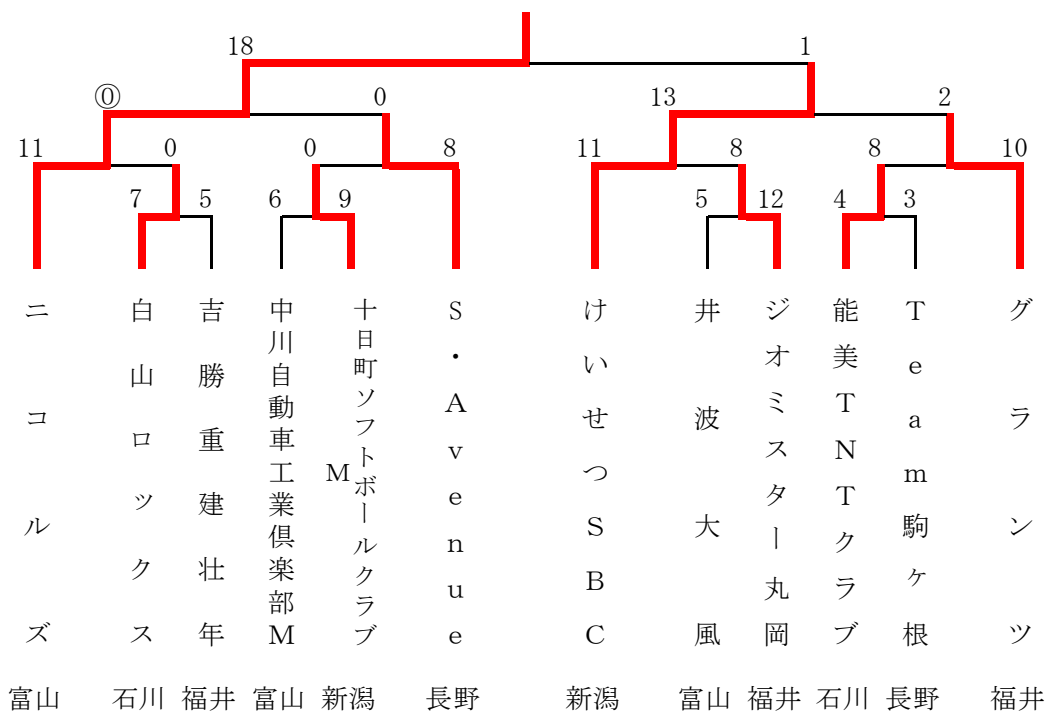 18 1
⓪ 0 13 2
11 0 0 8 11 8 8 10
7 5 6 9 5 12 4 3
ニコルズ
白山ロックス
吉勝重建壮年
中川自動車工業倶楽部M
十日町ソフトボールクラブM
S・Avenue
けいせつSBC
井波大風
ジオミスター丸岡
能美TNTクラブ
Team駒ヶ根
グランツ
富山 石川 福井 富山 新潟 長野 新潟 富山 福井 石川 長野 福井